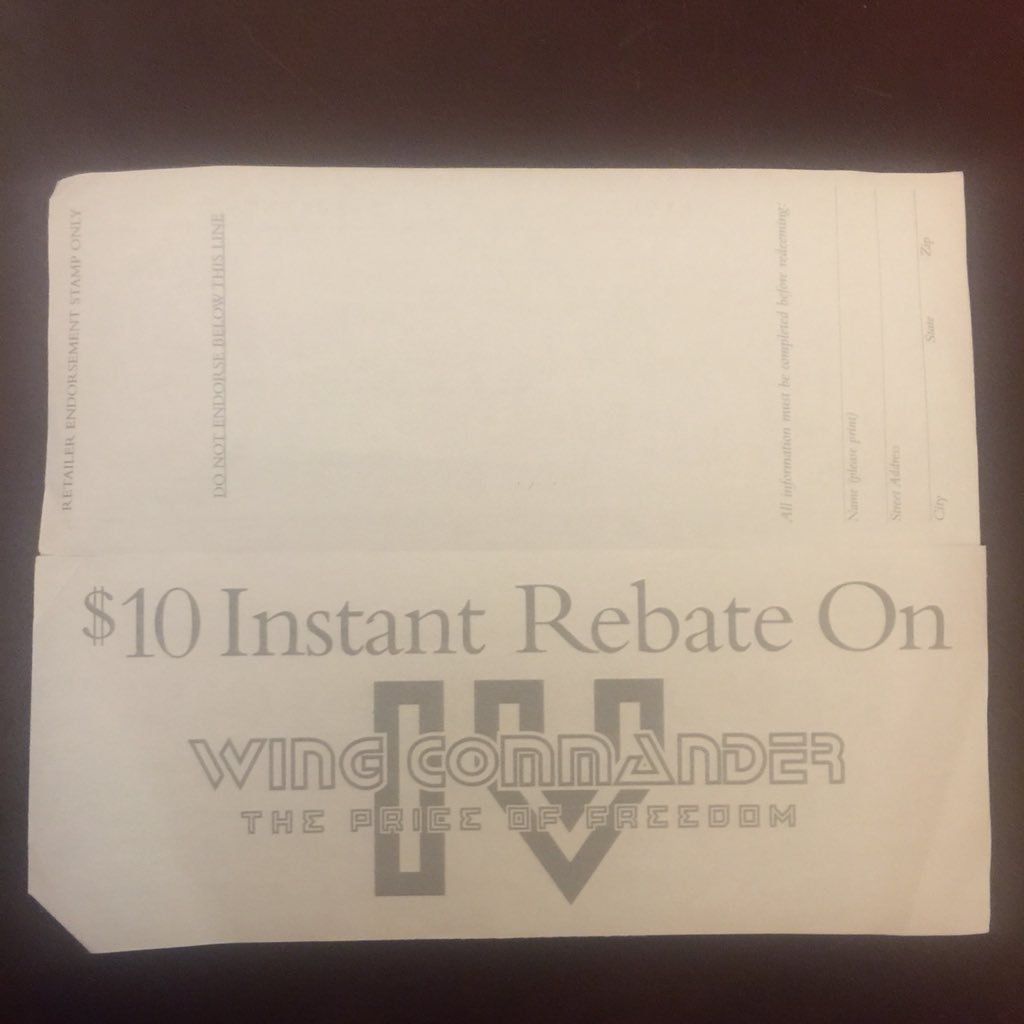 RETAILER ENDORSEMENT STAMP ONLY
DO NOT ENDORSE BELOW THIS LINE
All information must be completed before redeeming:
Name (please print)
Street Address
City State Zip
$10 Instant Rebate On
IV
WING COMMANDER
THE PRICE OF FREEDOM